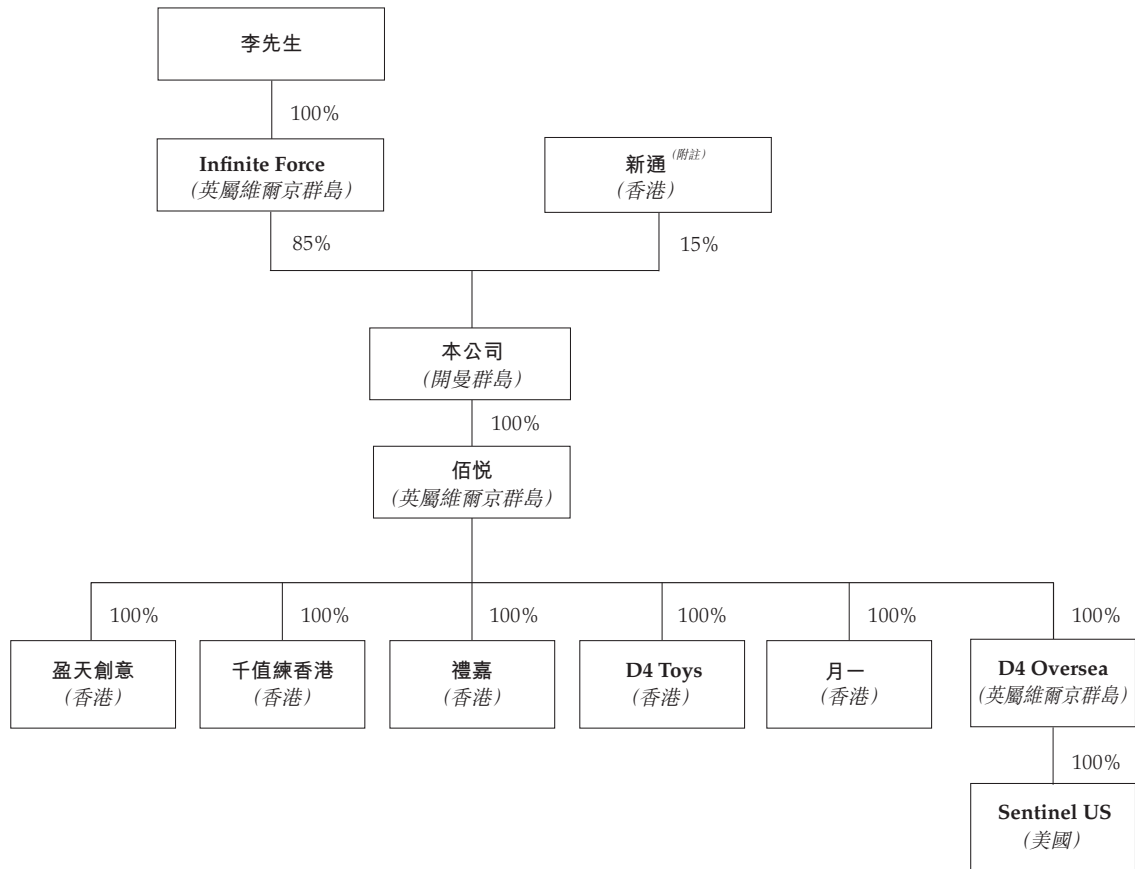 李先生
100%
Infinite Force
(英屬維爾京群島)
新通(附註)
(香港)
85%
15%
本公司
(開曼群島)
100%
佰悦
(英屬維爾京群島)
100%
100%
100%
100%
100%
100%
盈天創意
(香港)
千值練香港
(香港)
禮嘉
(香港)
D4 Toys
(香港)
月一
(香港)
D4 Oversea
(英屬維爾京群島)
100%
Sentinel US
(美國)